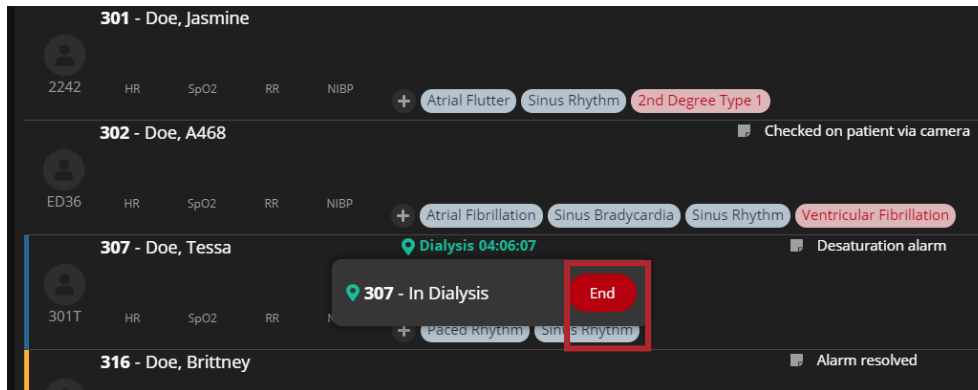 301 - Doe, Jasmine
2242
HR SpO2 RR NIBP
Atrial Flutter Sinus Rhythm 2nd Degree Type 1
302 - Doe, A468
Checked on patient via camera
ED36
HR SpO2 RR NIBP
Atrial Fibrillation Sinus Bradycardia Sinus Rhythm Ventricular Fibrillation
307 - Doe, Tessa
Dialysis 04:06:07
Desaturation alarm
307 - In Dialysis End
301T
HR SpO2 RR
Paced Rhythm Sinus Rhythm
316 - Doe, Brittney
Alarm resolved